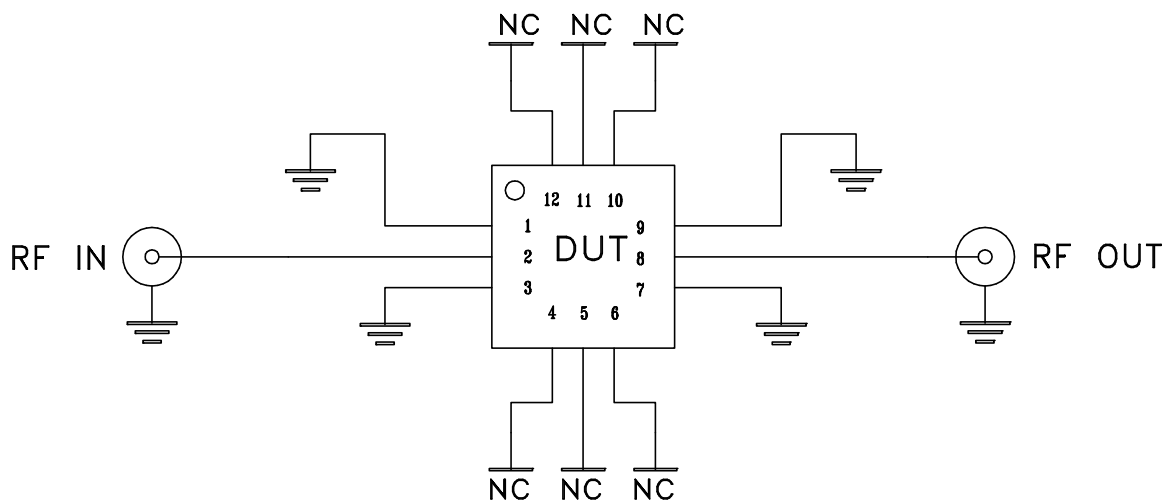 NC NC NC
12 11 10
1 9
RF IN 2 DUT 8 RF OUT
3 7
4 5 6
NC NC NC